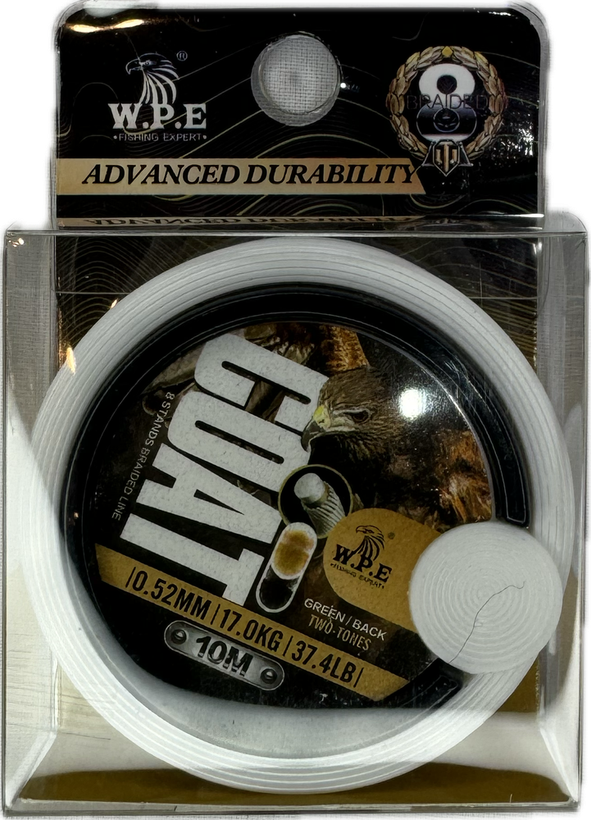 W.P.E
®
•FISHING EXPERT•
8
BRAIDED
ADVANCED DURABILITY
COAT
8 STANDS BRAIDED LINE
W.P.E
•FISHING EXPERT•
GREEN/BACK
TWO-TONES
|0.52MM|17.0KG|37.4LB|
10M